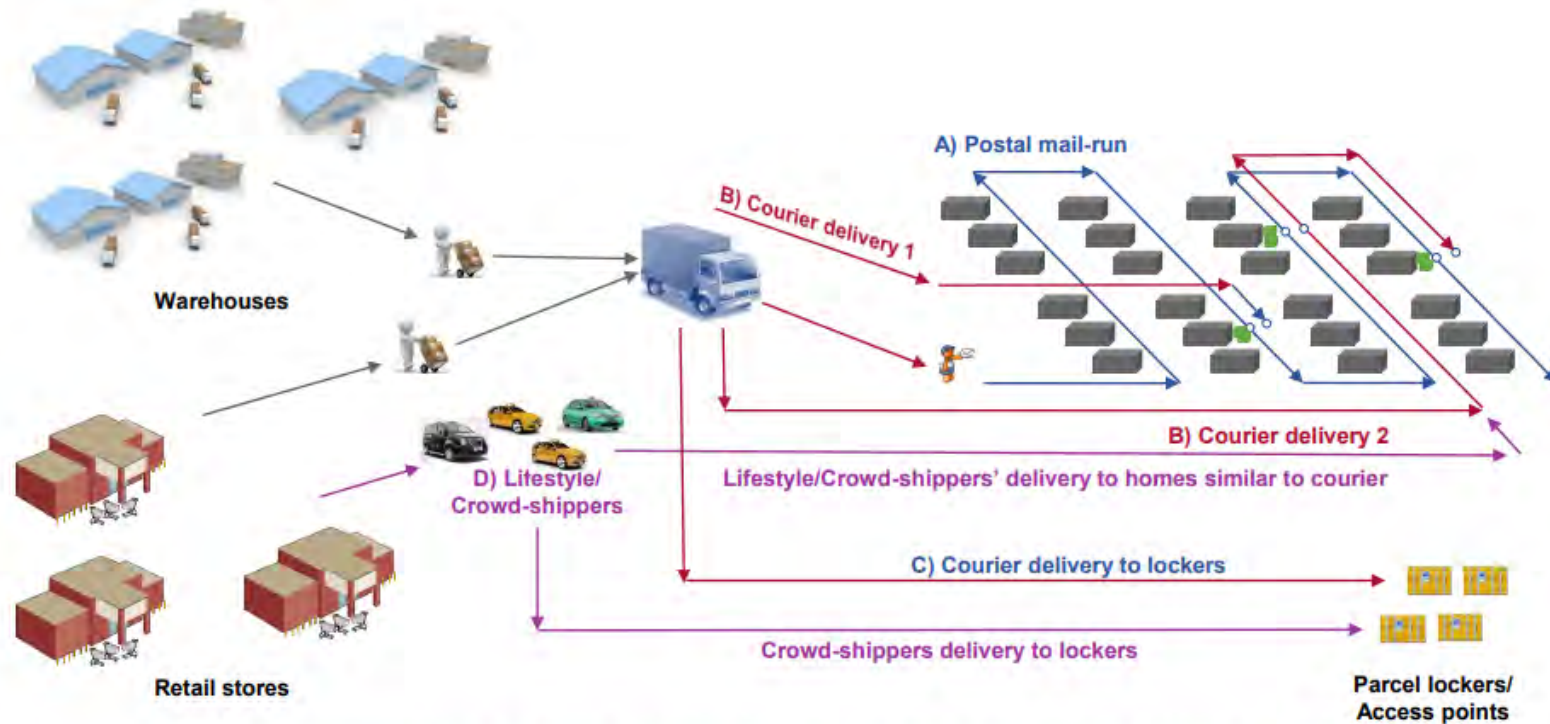 A) Postal mail-run
B) Courier delivery 1
Warehouses
B) Courier delivery 2
D) Lifestyle/
Crowd-shippers
Lifestyle/Crowd-shippers’ delivery to homes similar to courier
C) Courier delivery to lockers
Crowd-shippers delivery to lockers
Retail stores
Parcel lockers/
Access points